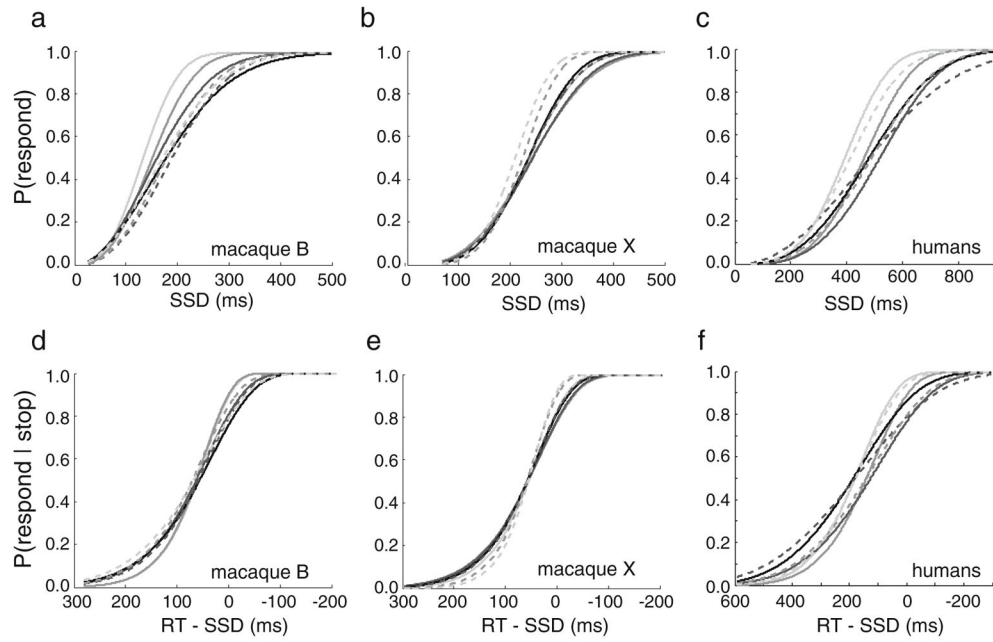 a
b
c
1.0
0.8
0.6
0.4
0.2
0.0
P(respond)
macaque B
0 100 200 300 400 500
SSD (ms)
1.0
0.8
0.6
0.4
0.2
0.0
macaque X
0 100 200 300 400 500
SSD (ms)
1.0
0.8
0.6
0.4
0.2
0.0
humans
0 200 400 600 800
SSD (ms)
d
e
f
1.0
0.8
0.6
0.4
0.2
0.0
P(respond | stop)
macaque B
300 200 100 0 -100 -200
RT - SSD (ms)
1.0
0.8
0.6
0.4
0.2
0.0
macaque X
300 200 100 0 -100 -200
RT - SSD (ms)
1.0
0.8
0.6
0.4
0.2
0.0
humans
600 400 200 0 -200
RT - SSD (ms)